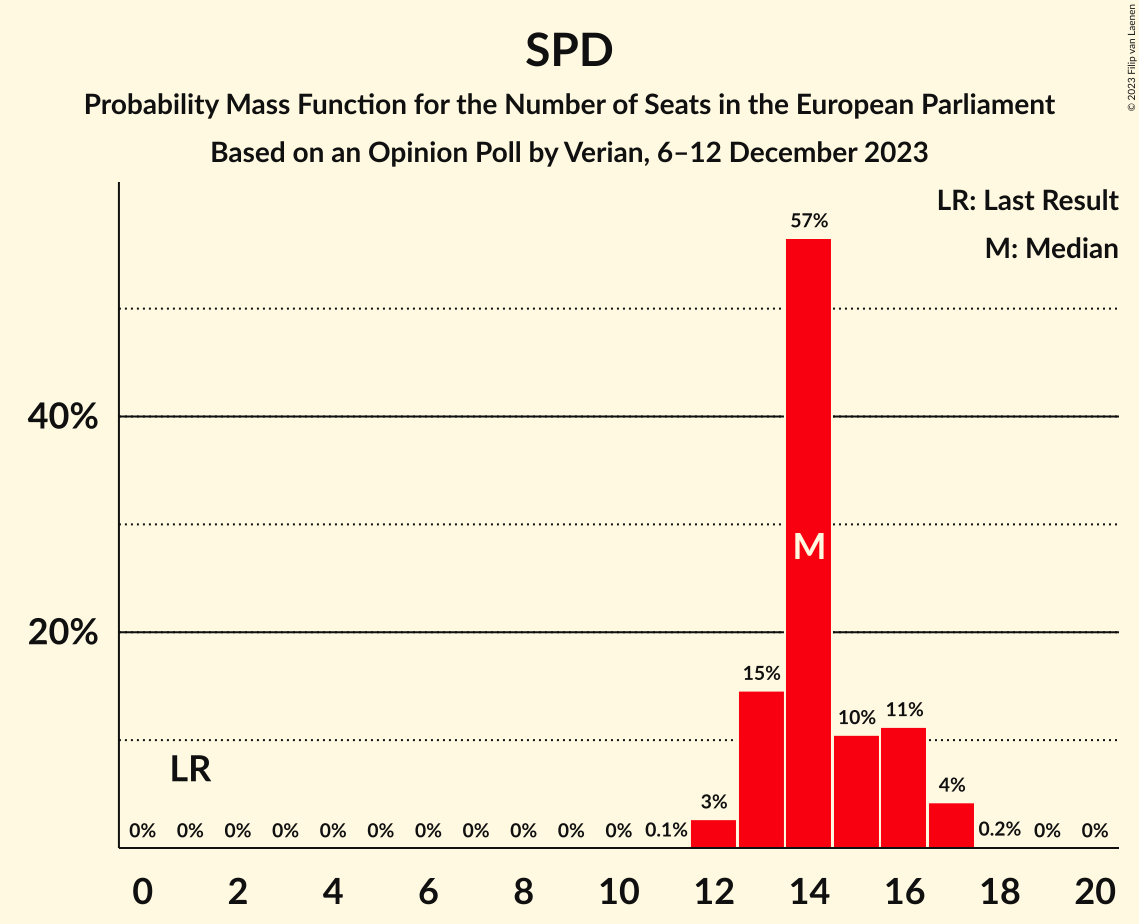 SPD
Probability Mass Function for the Number of Seats in the European Parliament
Based on an Opinion Poll by Verian, 6–12 December 2023
© 2023 Filip van Laenen
LR: Last Result
M: Median
57%
40%
M
20%
15%
11%
10%
LR
4%
3%
0% 0% 0% 0% 0% 0% 0% 0% 0% 0% 0% 0.1% 0.2% 0% 0%
0 2 4 6 8 10 12 14 16 18 20